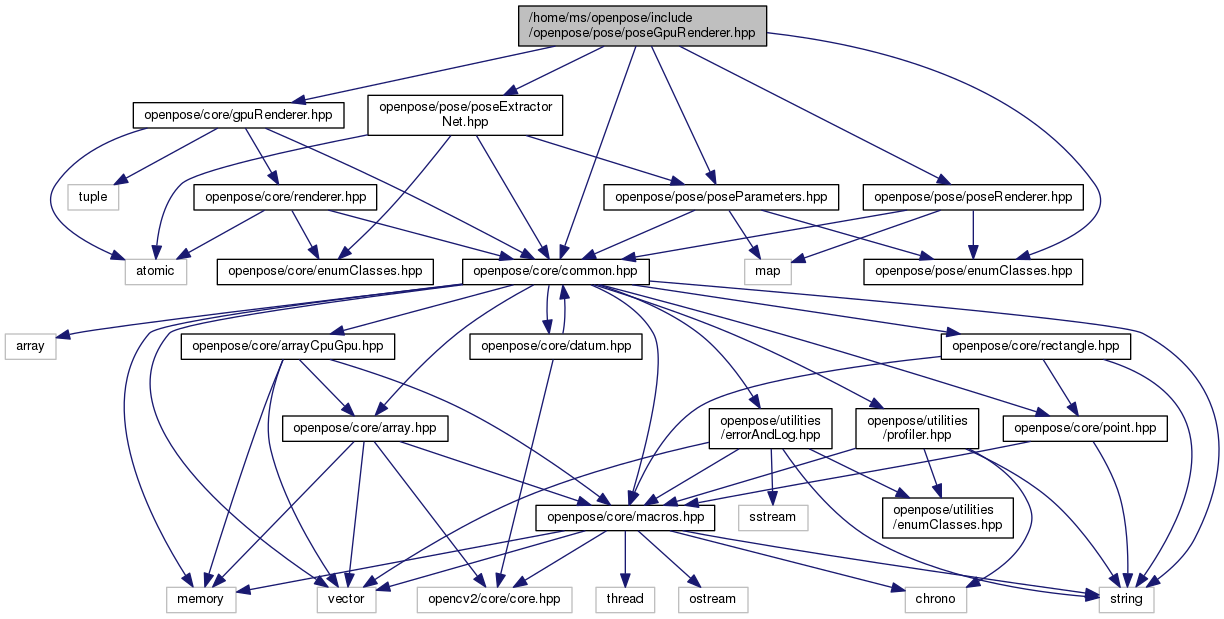 /home/ms/openpose/include
/openpose/pose/poseGpuRenderer.hpp
openpose/core/gpuRenderer.hpp
openpose/pose/poseExtractor
Net.hpp
tuple
openpose/core/renderer.hpp
openpose/pose/poseParameters.hpp
openpose/pose/poseRenderer.hpp
atomic
openpose/core/enumClasses.hpp
openpose/core/common.hpp
map
openpose/pose/enumClasses.hpp
array
openpose/core/arrayCpuGpu.hpp
openpose/core/datum.hpp
openpose/core/rectangle.hpp
openpose/core/array.hpp
openpose/utilities
/errorAndLog.hpp
openpose/utilities
/profiler.hpp
openpose/core/point.hpp
openpose/core/macros.hpp
sstream
openpose/utilities
/enumClasses.hpp
memory
vector
opencv2/core/core.hpp
thread
ostream
chrono
string